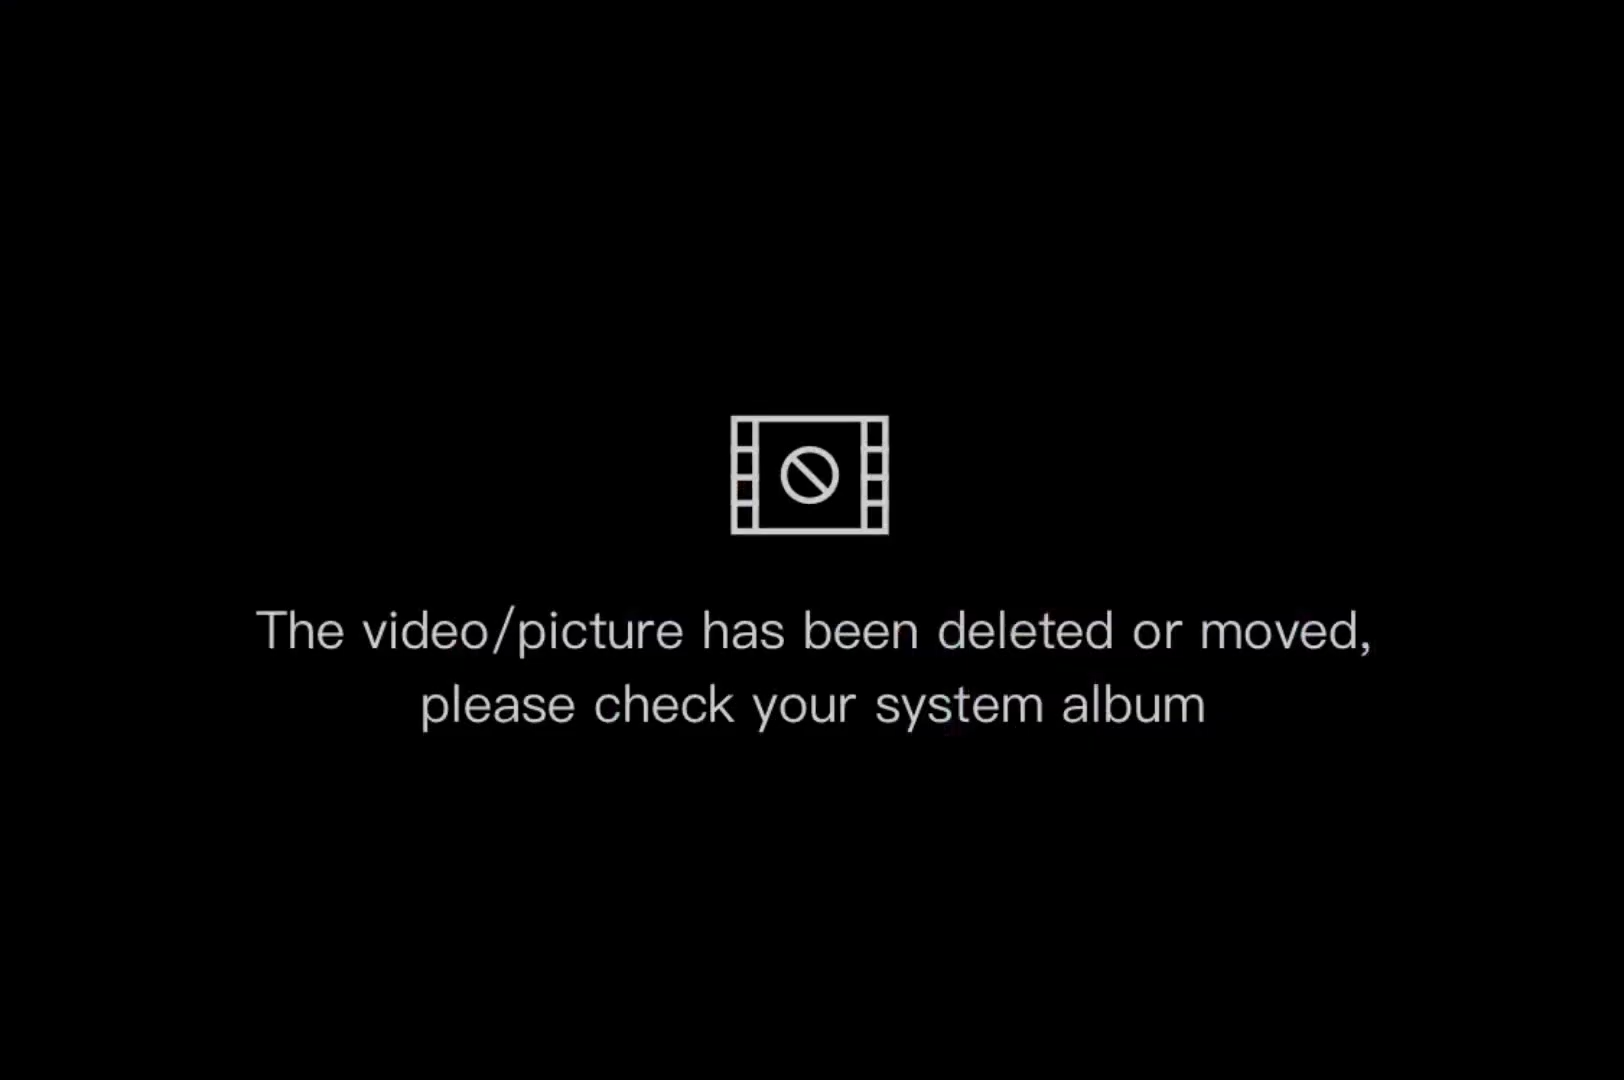 The video/picture has been deleted or moved,
please check your system album